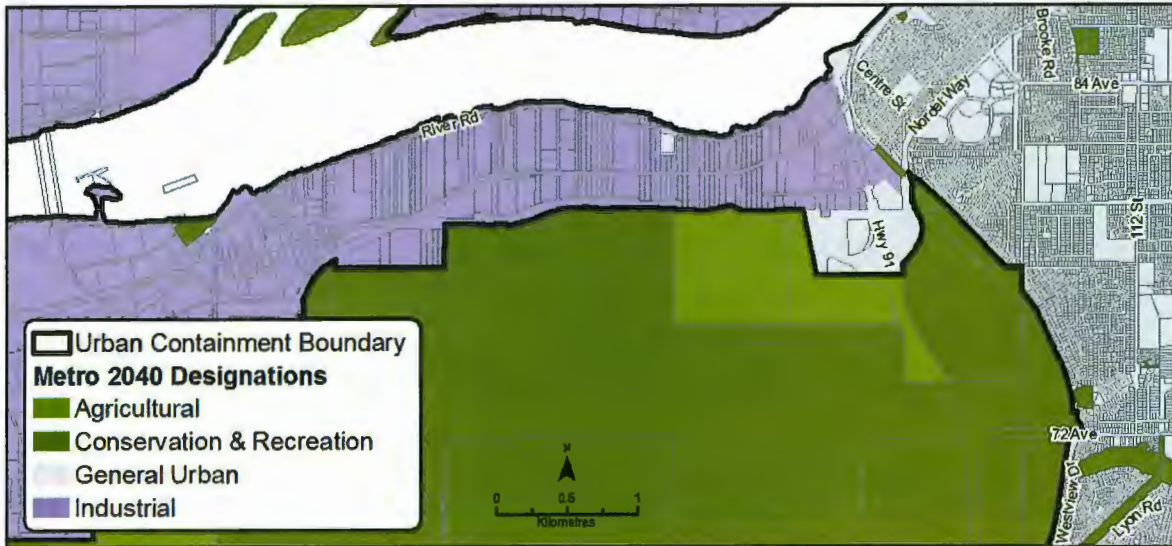 Brooke Rd
Centre St
Nordel Way
84 Ave
River Rd
112 St
HWY 91
Urban Containment Boundary
Metro 2040 Designations
Agricultural
Conservation & Recreation
General Urban
Industrial
N
0 0.5 1
Kilometres
72 Ave
Westview Dr
Lyon Rd